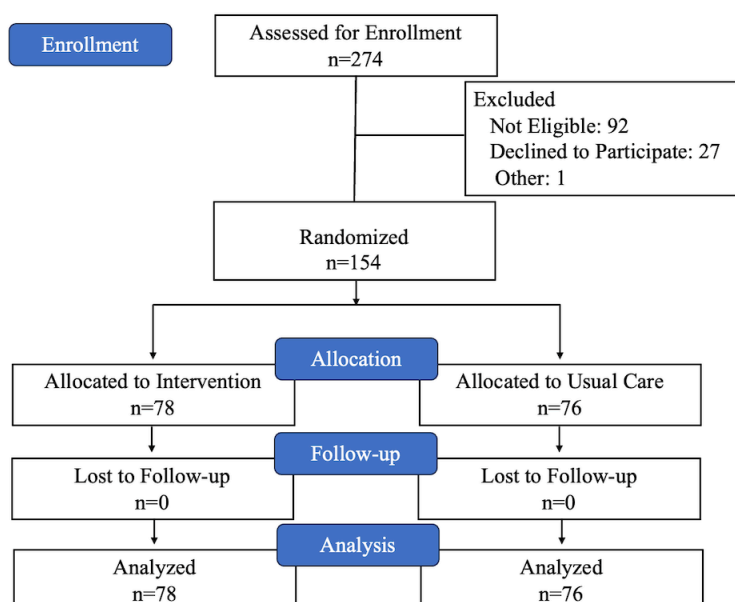 Enrollment
Assessed for Enrollment
n=274
Excluded
Not Eligible: 92
Declined to Participate: 27
Other: 1
Randomized
n=154
Allocation
Allocated to Intervention
n=78
Allocated to Usual Care
n=76
Follow-up
Lost to Follow-up
n=0
Lost to Follow-up
n=0
Analysis
Analyzed
n=78
Analyzed
n=76